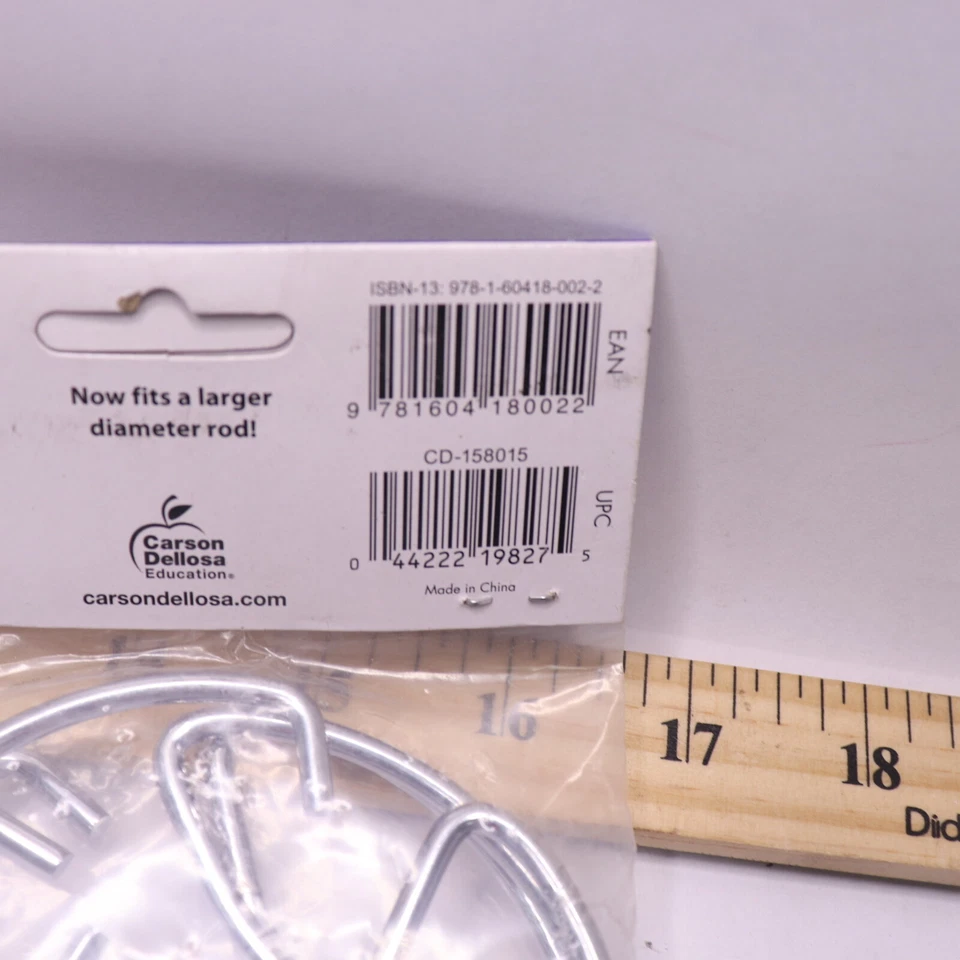 ISBN-13: 978-1-60418-002-2
EAN
9 781604 180022
Now fits a larger
diameter rod!
CD-158015
UPC
0 44222 19827 5
Carson
Dellosa
Education®
carsondellosa.com
Made in China
16
17
18